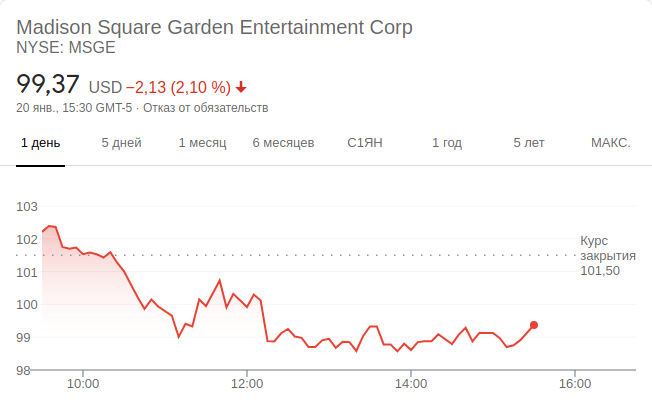 Madison Square Garden Entertainment Corp
NYSE: MSGE
99,37 USD −2,13 (2,10 %)
20 янв., 15:30 GMT-5 · Отказ от обязательств
1 день 5 дней 1 месяц 6 месяцев С1ЯН 1 год 5 лет МАКС.
103
102
101
100
99
98
Курс
закрытия
101,50
10:00 12:00 14:00 16:00